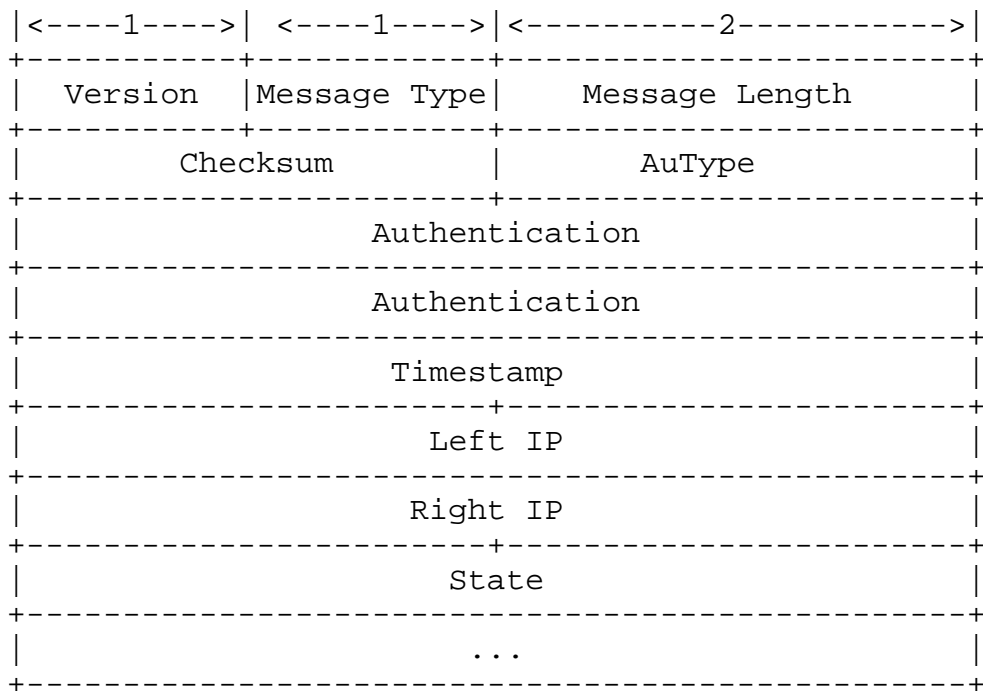 |<----1---->| <----1---->|<-----------2----------->|
+-----------+------------+------------------------+
| Version |Message Type| Message Length |
+-----------+------------+------------------------+
| Checksum | AuType |
+------------------------+------------------------+
| Authentication |
+-------------------------------------------------+
| Authentication |
+-------------------------------------------------+
| Timestamp |
+------------------------+------------------------+
| Left IP |
+-------------------------------------------------+
| Right IP |
+------------------------+------------------------+
| State |
+-------------------------------------------------+
| ... |
+-------------------------------------------------+